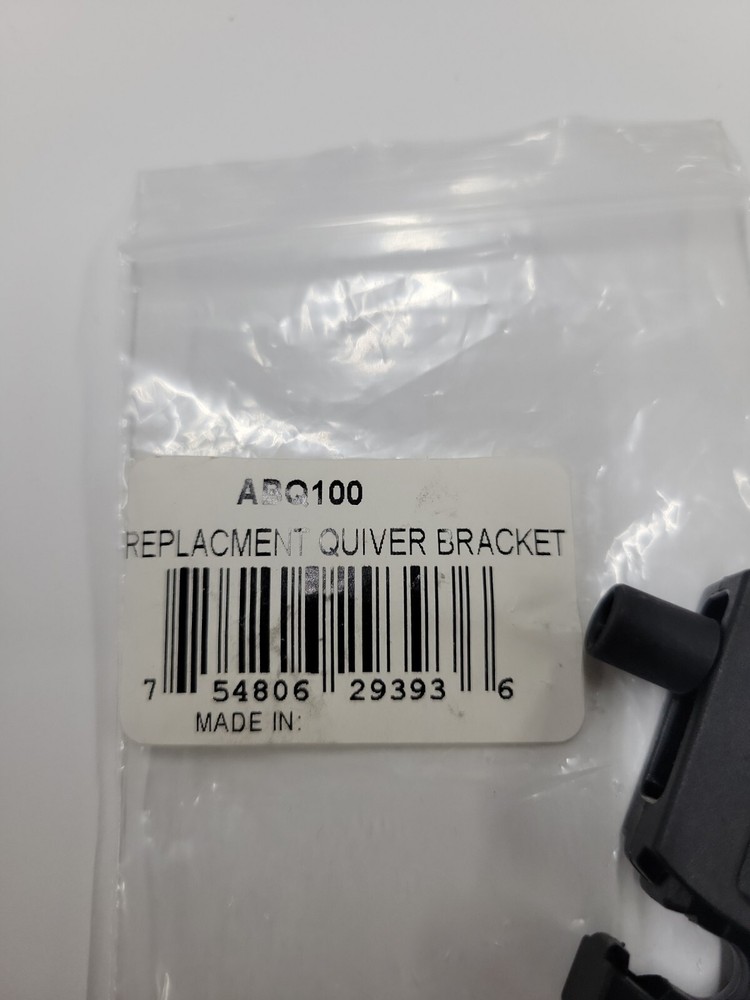 ABQ100
REPLACMENT QUIVER BRACKET
7 54806 29393 6
MADE IN: